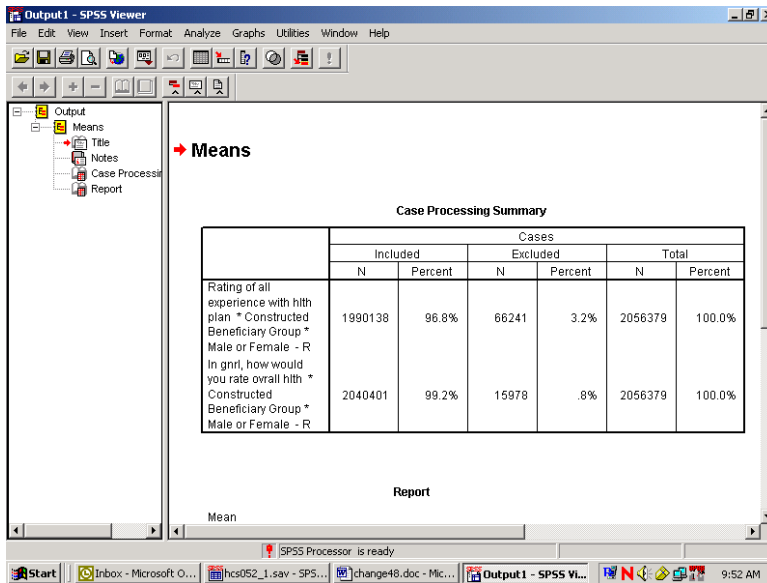 Output1 - SPSS Viewer
File Edit View Insert Format Analyze Graphs Utilities Window Help
Output
Means
Title
Notes
Case Processin
Report
Means
Case Processing Summary
Cases
Included Excluded Total
N Percent N Percent N Percent
Rating of all
experience with hlth
plan * Constructed
Beneficiary Group *
Male or Female - R
1990138 96.8% 66241 3.2% 2056379 100.0%
In gnrl, how would
you rate ovrall hlth *
Constructed
Beneficiary Group *
Male or Female - R
2040401 99.2% 15978 .8% 2056379 100.0%
Report
Mean
SPSS Processor is ready
Start Inbox - Microsoft O... hcs052_1.sav - SPS... change48.doc - Mic... Output1 - SPSS Vi... 9:52 AM